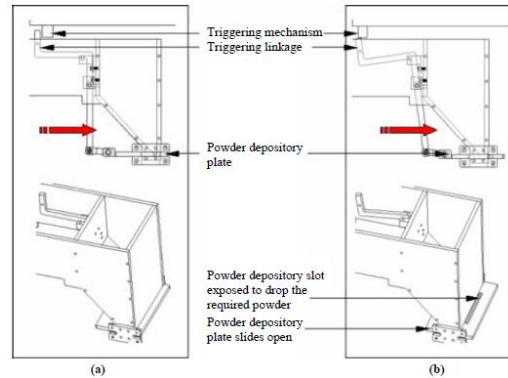 Triggering mechanism
Triggering linkage
Powder depository
plate
Powder depository slot
exposed to drop the
required powder
Powder depository
plate slides open
(a)
(b)